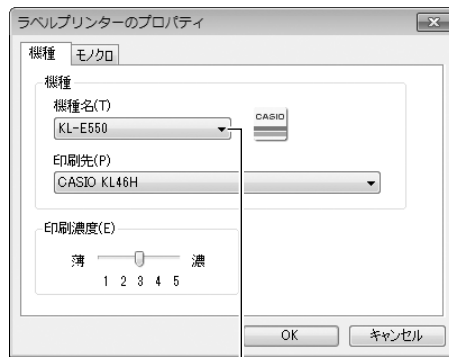 ラベルプリンターのプロパティ
機種 モノクロ
機種
機種名(T)
KL-E550
CASIO
印刷先(P)
CASIO KL46H
印刷濃度(E)
薄 濃
1 2 3 4 5
OK キャンセル